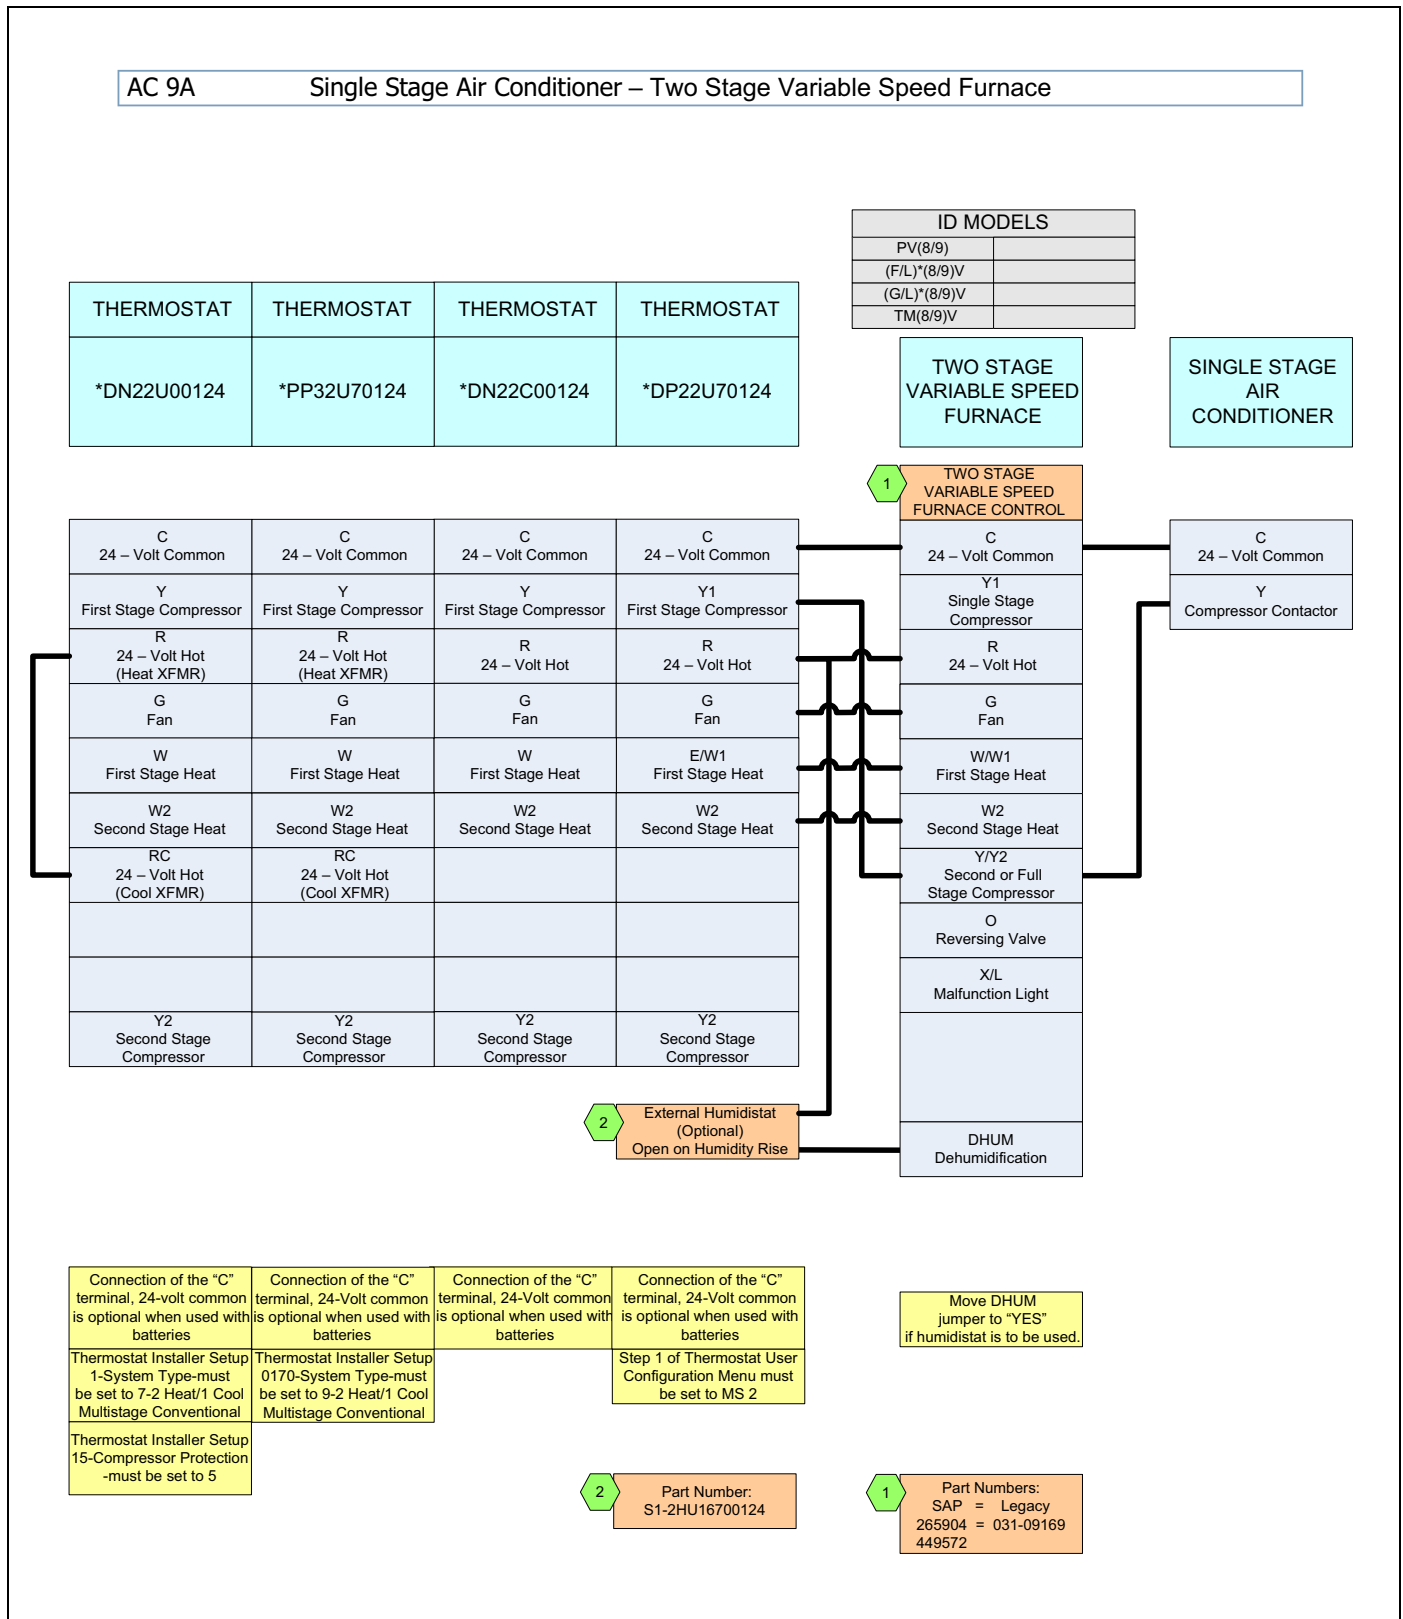 AC 9A Single Stage Air Conditioner – Two Stage Variable Speed Furnace
ID MODELS
PV(8/9)
(F/L)*(8/9)V
(G/L)*(8/9)V
TM(8/9)V
THERMOSTAT THERMOSTAT THERMOSTAT THERMOSTAT
*DN22U00124 *PP32U70124 *DN22C00124 *DP22U70124
TWO STAGE
VARIABLE SPEED
FURNACE
SINGLE STAGE
AIR
CONDITIONER
1
TWO STAGE
VARIABLE SPEED
FURNACE CONTROL
C C C C C C
24 – Volt Common 24 – Volt Common 24 – Volt Common 24 – Volt Common 24 – Volt Common 24 – Volt Common
Y Y Y Y1 Y1 Y
First Stage Compressor First Stage Compressor First Stage Compressor First Stage Compressor Single Stage Compressor Contactor
Compressor
R R R R R
24 – Volt Hot 24 – Volt Hot 24 – Volt Hot 24 – Volt Hot 24 – Volt Hot
(Heat XFMR) (Heat XFMR)
G G G G G
Fan Fan Fan Fan Fan
W W W E/W1 W/W1
First Stage Heat First Stage Heat First Stage Heat First Stage Heat First Stage Heat
W2 W2 W2 W2 W2
Second Stage Heat Second Stage Heat Second Stage Heat Second Stage Heat Second Stage Heat
RC RC Y/Y2
24 – Volt Hot 24 – Volt Hot Second or Full
(Cool XFMR) (Cool XFMR) Stage Compressor
O
Reversing Valve
X/L
Malfunction Light
Y2 Y2 Y2 Y2
Second Stage Second Stage Second Stage Second Stage
Compressor Compressor Compressor Compressor
2
External Humidistat
(Optional)
Open on Humidity Rise
DHUM
Dehumidification
Connection of the “C”
terminal, 24-volt common
is optional when used with
batteries
Connection of the “C”
terminal, 24-Volt common
is optional when used with
batteries
Connection of the “C”
terminal, 24-Volt common
is optional when used with
batteries
Connection of the “C”
terminal, 24-Volt common
is optional when used with
batteries
Move DHUM
jumper to “YES”
if humidistat is to be used.
Thermostat Installer Setup
1-System Type-must
be set to 7-2 Heat/1 Cool
Multistage Conventional
Thermostat Installer Setup
0170-System Type-must
be set to 9-2 Heat/1 Cool
Multistage Conventional
Step 1 of Thermostat User
Configuration Menu must
be set to MS 2
Thermostat Installer Setup
15-Compressor Protection
-must be set to 5
2
Part Number:
S1-2HU16700124
1
Part Numbers:
SAP = Legacy
265904 = 031-09169
449572